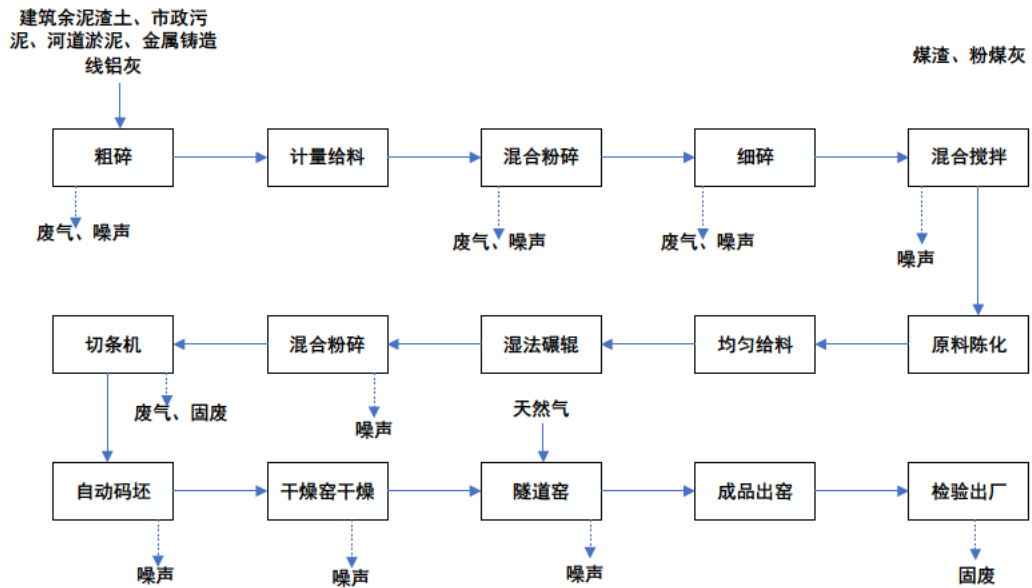 建筑余泥渣土、市政污
泥、河道淤泥、金属铸造
线铝灰
煤渣、粉煤灰
粗碎
计量给料
混合粉碎
细碎
混合搅拌
废气、噪声
废气、噪声
废气、噪声
噪声
切条机
混合粉碎
湿法碾辊
均匀给料
原料陈化
废气、固废
噪声
天然气
自动码坯
干燥窑干燥
隧道窑
成品出窑
检验出厂
噪声
噪声
噪声
固废